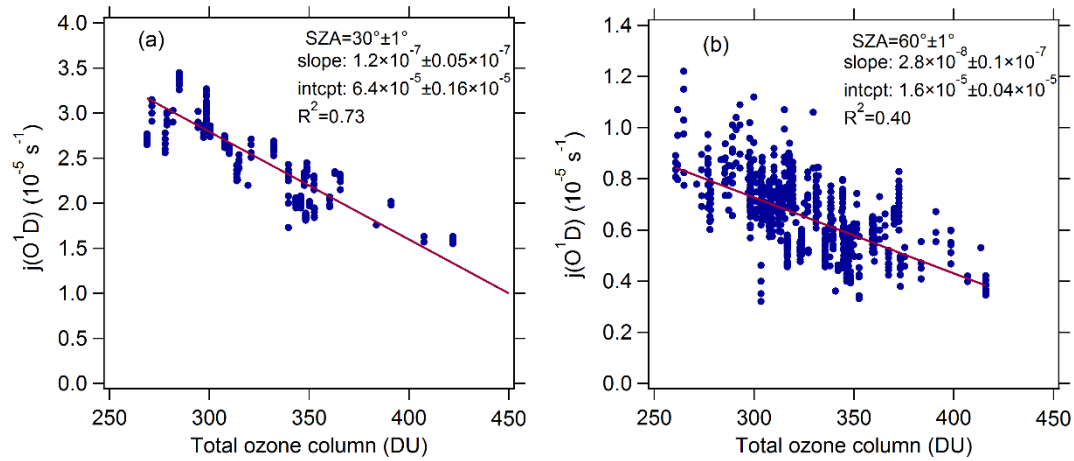 (a)
SZA=30°±1°
slope: 1.2×10⁻⁷±0.05×10⁻⁷
intcpt: 6.4×10⁻⁵±0.16×10⁻⁵
R²=0.73
4.0
3.5
3.0
2.5
2.0
1.5
1.0
0.5
0.0
j(O¹D) (10⁻⁵ s⁻¹)
250 300 350 400 450
Total ozone column (DU)
(b)
SZA=60°±1°
slope: 2.8×10⁻⁸±0.1×10⁻⁷
intcpt: 1.6×10⁻⁵±0.04×10⁻⁵
R²=0.40
1.4
1.2
1.0
0.8
0.6
0.4
0.2
0.0
j(O¹D) (10⁻⁵ s⁻¹)
250 300 350 400 450
Total ozone column (DU)